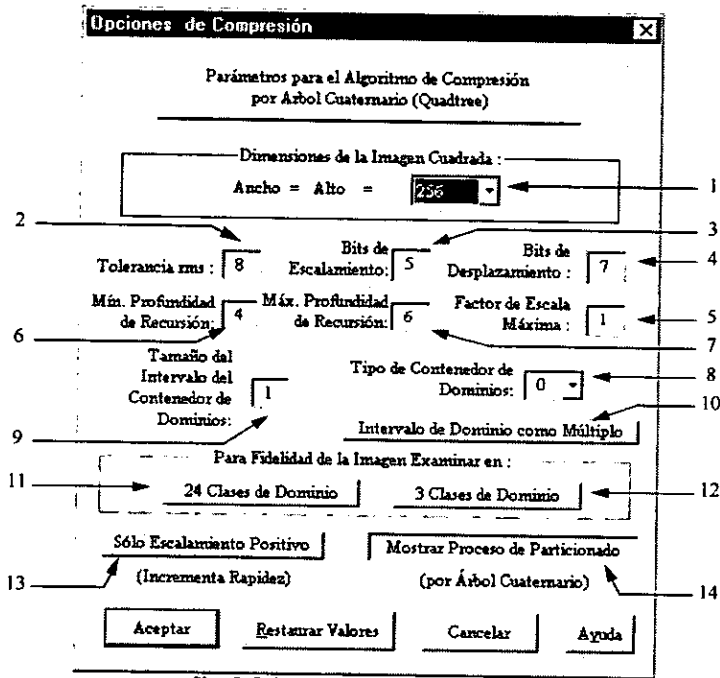 Opciones de Compresión
Parámetros para el Algoritmo de Compresión
por Arbol Cuaternario (Quadtree)
Dimensiones de la Imagen Cuadrada :
Ancho = Alto = 256
1
2
3
Tolerancia rms : 8
Bits de
Escalamiento: 5
Bits de
Desplazamiento : 7
4
Mín. Profundidad
de Recursión: 4
Máx. Profundidad
de Recursión: 6
Factor de Escala
Máxima : 1
5
6
7
Tamaño del
Intervalo del
Contenedor de
Dominios: 1
Tipo de Contenedor de
Dominios: 0
8
9
10
Intervalo de Dominio como Múltiplo
Para Fidelidad de la Imagen Examinar en :
11
24 Clases de Dominio
3 Clases de Dominio
12
Sólo Escalamiento Positivo
Mostrar Proceso de Particionado
13
(Incrementa Rapidez)
(por Árbol Cuaternario)
14
Aceptar
Restaurar Valores
Cancelar
Ayuda